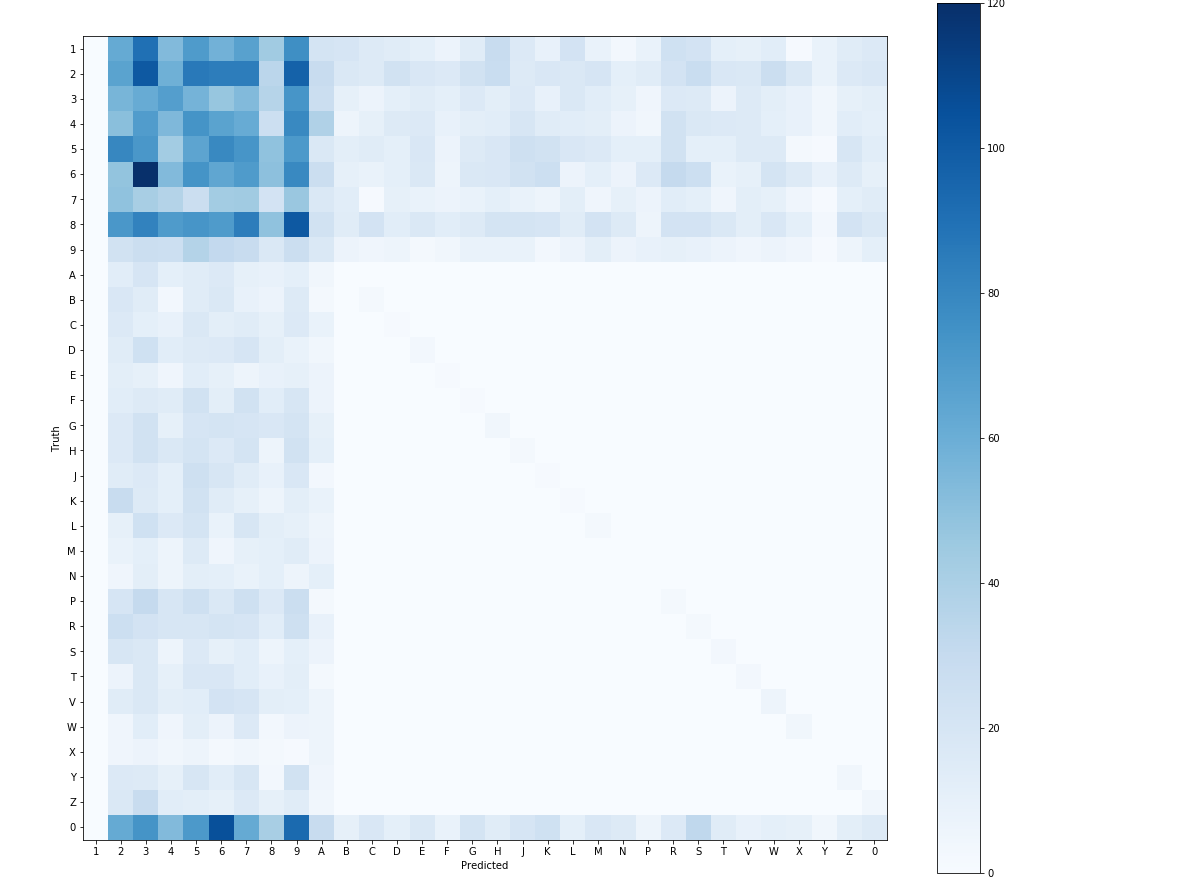 120
100
80
60
40
20
0
1
2
3
4
5
6
7
8
9
A
B
C
D
E
F
G
H
J
K
L
M
N
P
R
S
T
V
W
X
Y
Z
0
Truth
1 2 3 4 5 6 7 8 9 A B C D E F G H J K L M N P R S T V W X Y Z 0
Predicted